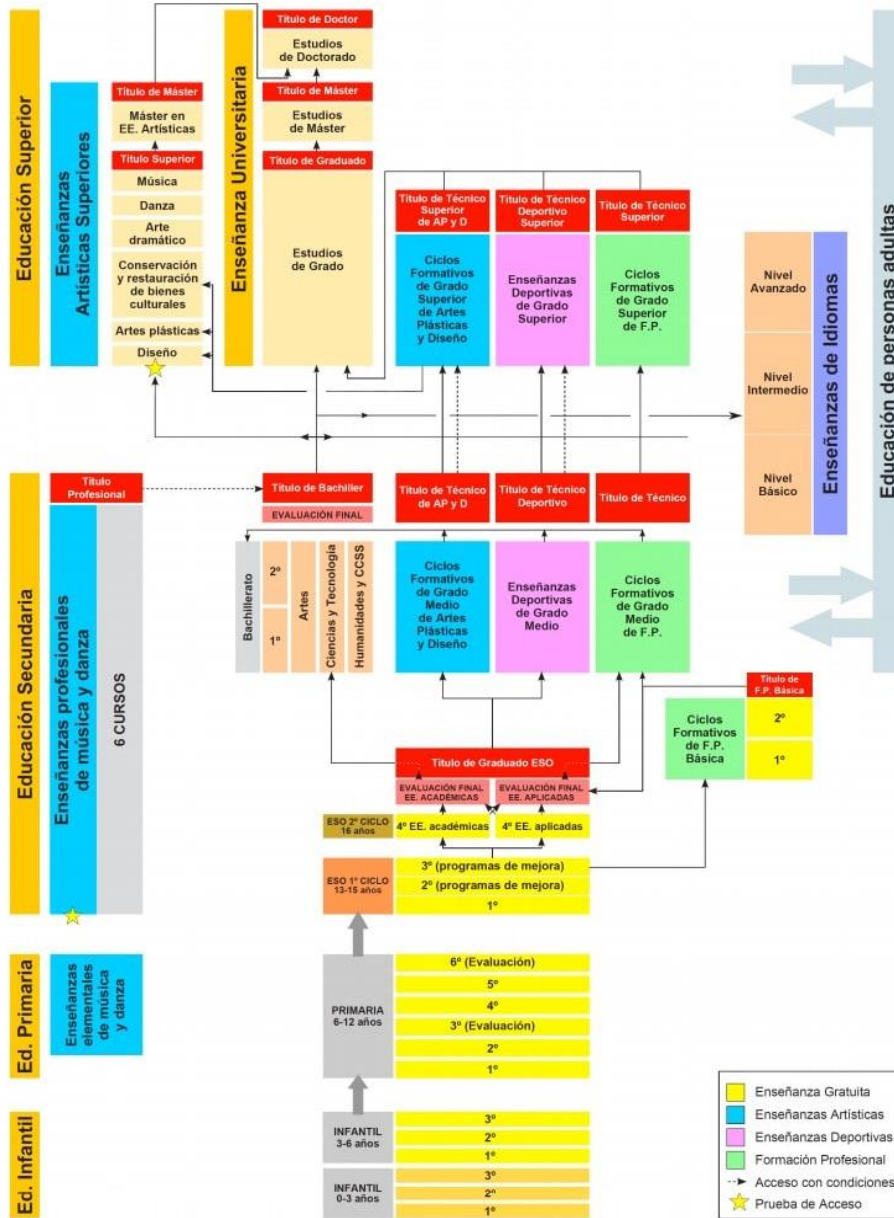 Educación Superior
Enseñanzas
Artísticas Superiores
Título de Máster
Máster en
EE. Artísticas
Título Superior
Música
Danza
Arte
dramático
Conservación
y restauración
de bienes
culturales
Artes plásticas
Diseño
Enseñanza Universitaria
Título de Doctor
Estudios
de Doctorado
Título de Máster
Estudios
de Máster
Título de Graduado
Estudios
de Grado
Título de Técnico
Superior
de AP y D
Ciclos
Formativos
de Grado
Superior
de Artes
Plásticas
y Diseño
Título de Técnico
Deportivo
Superior
Enseñanzas
Deportivas
de Grado
Superior
Título de Técnico
Superior
Ciclos
Formativos
de Grado
Superior
de F.P.
Nivel
Avanzado
Nivel
Intermedio
Nivel
Básico
Enseñanzas de Idiomas
Educación de personas adultas
Educación Secundaria
Título
Profesional
Enseñanzas profesionales
de música y danza
6 CURSOS
Título de Bachiller
EVALUACIÓN FINAL
Bachillerato
2º
1º
Artes
Ciencias y Tecnología
Humanidades y CCSS
Título de Técnico
de AP y D
Ciclos
Formativos
de Grado
Medio
de Artes
Plásticas
y Diseño
Título de Técnico
Deportivo
Enseñanzas
Deportivas
de Grado
Medio
Título de Técnico
Ciclos
Formativos
de Grado
Medio
de F.P.
Título de
F.P. Básica
Ciclos
Formativos
de F.P.
Básica
2º
1º
Título de Graduado ESO
EVALUACIÓN FINAL
EE. ACADÉMICAS
EVALUACIÓN FINAL
EE. APLICADAS
ESO 2º CICLO
16 años
4º EE. académicas
4º EE. aplicadas
ESO 1º CICLO
13-15 años
3º (programas de mejora)
2º (programas de mejora)
1º
Ed. Primaria
Enseñanzas
elementales
de música
y danza
PRIMARIA
6-12 años
6º (Evaluación)
5º
4º
3º (Evaluación)
2º
1º
Ed. Infantil
INFANTIL
3-6 años
3º
2º
1º
INFANTIL
0-3 años
3º
2º
1º
Enseñanza Gratuita
Enseñanzas Artísticas
Enseñanzas Deportivas
Formación Profesional
Acceso con condiciones
Prueba de Acceso